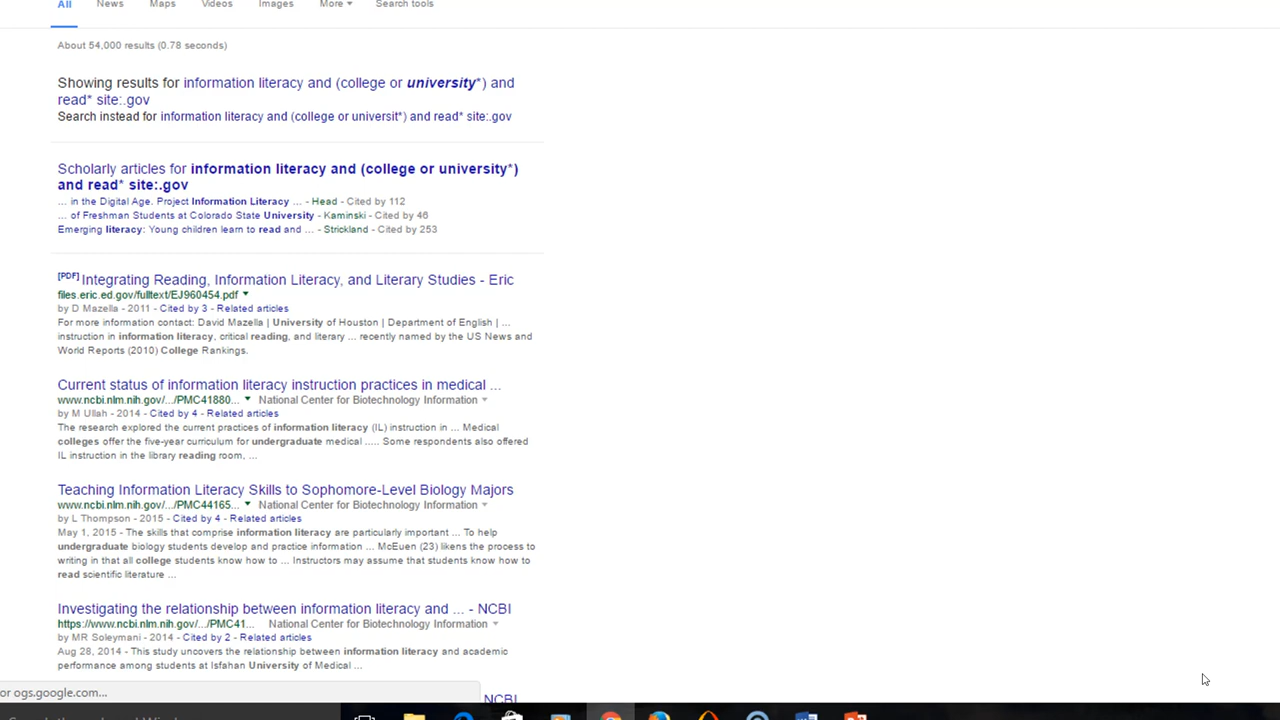 All News Maps Videos Images More Search tools
About 54,000 results (0.78 seconds)
Showing results for information literacy and (college or university*) and
read* site:.gov
Search instead for information literacy and (college or universit*) and read* site:.gov
Scholarly articles for information literacy and (college or university*)
and read* site:.gov
... in the Digital Age. Project Information Literacy ... - Head - Cited by 112
... of Freshman Students at Colorado State University - Kaminski - Cited by 46
Emerging literacy: Young children learn to read and ... - Strickland - Cited by 253
[PDF] Integrating Reading, Information Literacy, and Literary Studies - Eric
files.eric.ed.gov/fulltext/EJ960454.pdf
by D Mazella - 2011 - Cited by 3 - Related articles
For more information contact: David Mazella | University of Houston | Department of English | ...
instruction in information literacy, critical reading, and literary ... recently named by the US News and
World Reports (2010) College Rankings.
Current status of information literacy instruction practices in medical ...
www.ncbi.nlm.nih.gov/.../PMC41880... National Center for Biotechnology Information
by M Ullah - 2014 - Cited by 4 - Related articles
The research explored the current practices of information literacy (IL) instruction in ... Medical
colleges offer the five-year curriculum for undergraduate medical ..... Some respondents also offered
IL instruction in the library reading room, ...
Teaching Information Literacy Skills to Sophomore-Level Biology Majors
www.ncbi.nlm.nih.gov/.../PMC44165... National Center for Biotechnology Information
by L Thompson - 2015 - Cited by 4 - Related articles
May 1, 2015 - The skills that comprise information literacy are particularly important ... To help
undergraduate biology students develop and practice information ... McEuen (23) likens the process to
writing in that all college students know how to ... Instructors may assume that students know how to
read scientific literature ...
Investigating the relationship between information literacy and ... - NCBI
https://www.ncbi.nlm.nih.gov/.../PMC41... National Center for Biotechnology Information
by MR Soleymani - 2014 - Cited by 2 - Related articles
Aug 28, 2014 - This study uncovers the relationship between information literacy and academic
performance among students at Isfahan University of Medical ...
or ogs.google.com...
NCBI